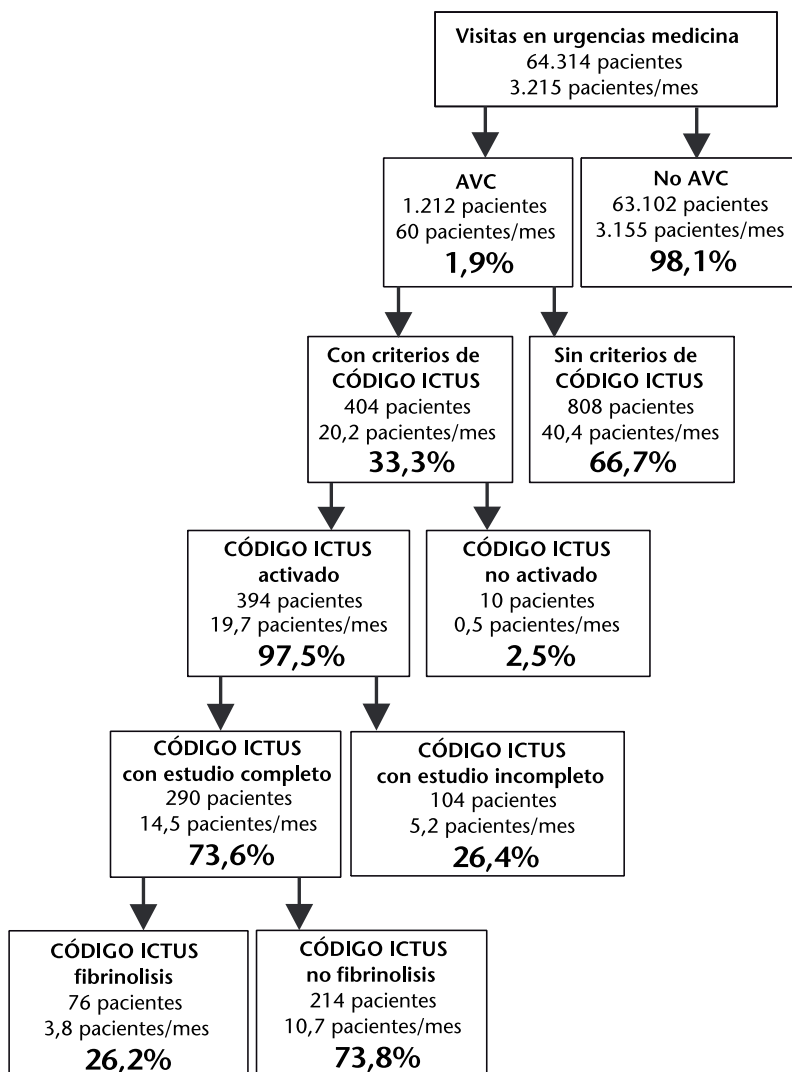 Visitas en urgencias medicina
64.314 pacientes
3.215 pacientes/mes
AVC
1.212 pacientes
60 pacientes/mes
1,9%
No AVC
63.102 pacientes
3.155 pacientes/mes
98,1%
Con criterios de
CÓDIGO ICTUS
404 pacientes
20,2 pacientes/mes
33,3%
Sin criterios de
CÓDIGO ICTUS
808 pacientes
40,4 pacientes/mes
66,7%
CÓDIGO ICTUS
activado
394 pacientes
19,7 pacientes/mes
97,5%
CÓDIGO ICTUS
no activado
10 pacientes
0,5 pacientes/mes
2,5%
CÓDIGO ICTUS
con estudio completo
290 pacientes
14,5 pacientes/mes
73,6%
CÓDIGO ICTUS
con estudio incompleto
104 pacientes
5,2 pacientes/mes
26,4%
CÓDIGO ICTUS
fibrinolisis
76 pacientes
3,8 pacientes/mes
26,2%
CÓDIGO ICTUS
no fibrinolisis
214 pacientes
10,7 pacientes/mes
73,8%